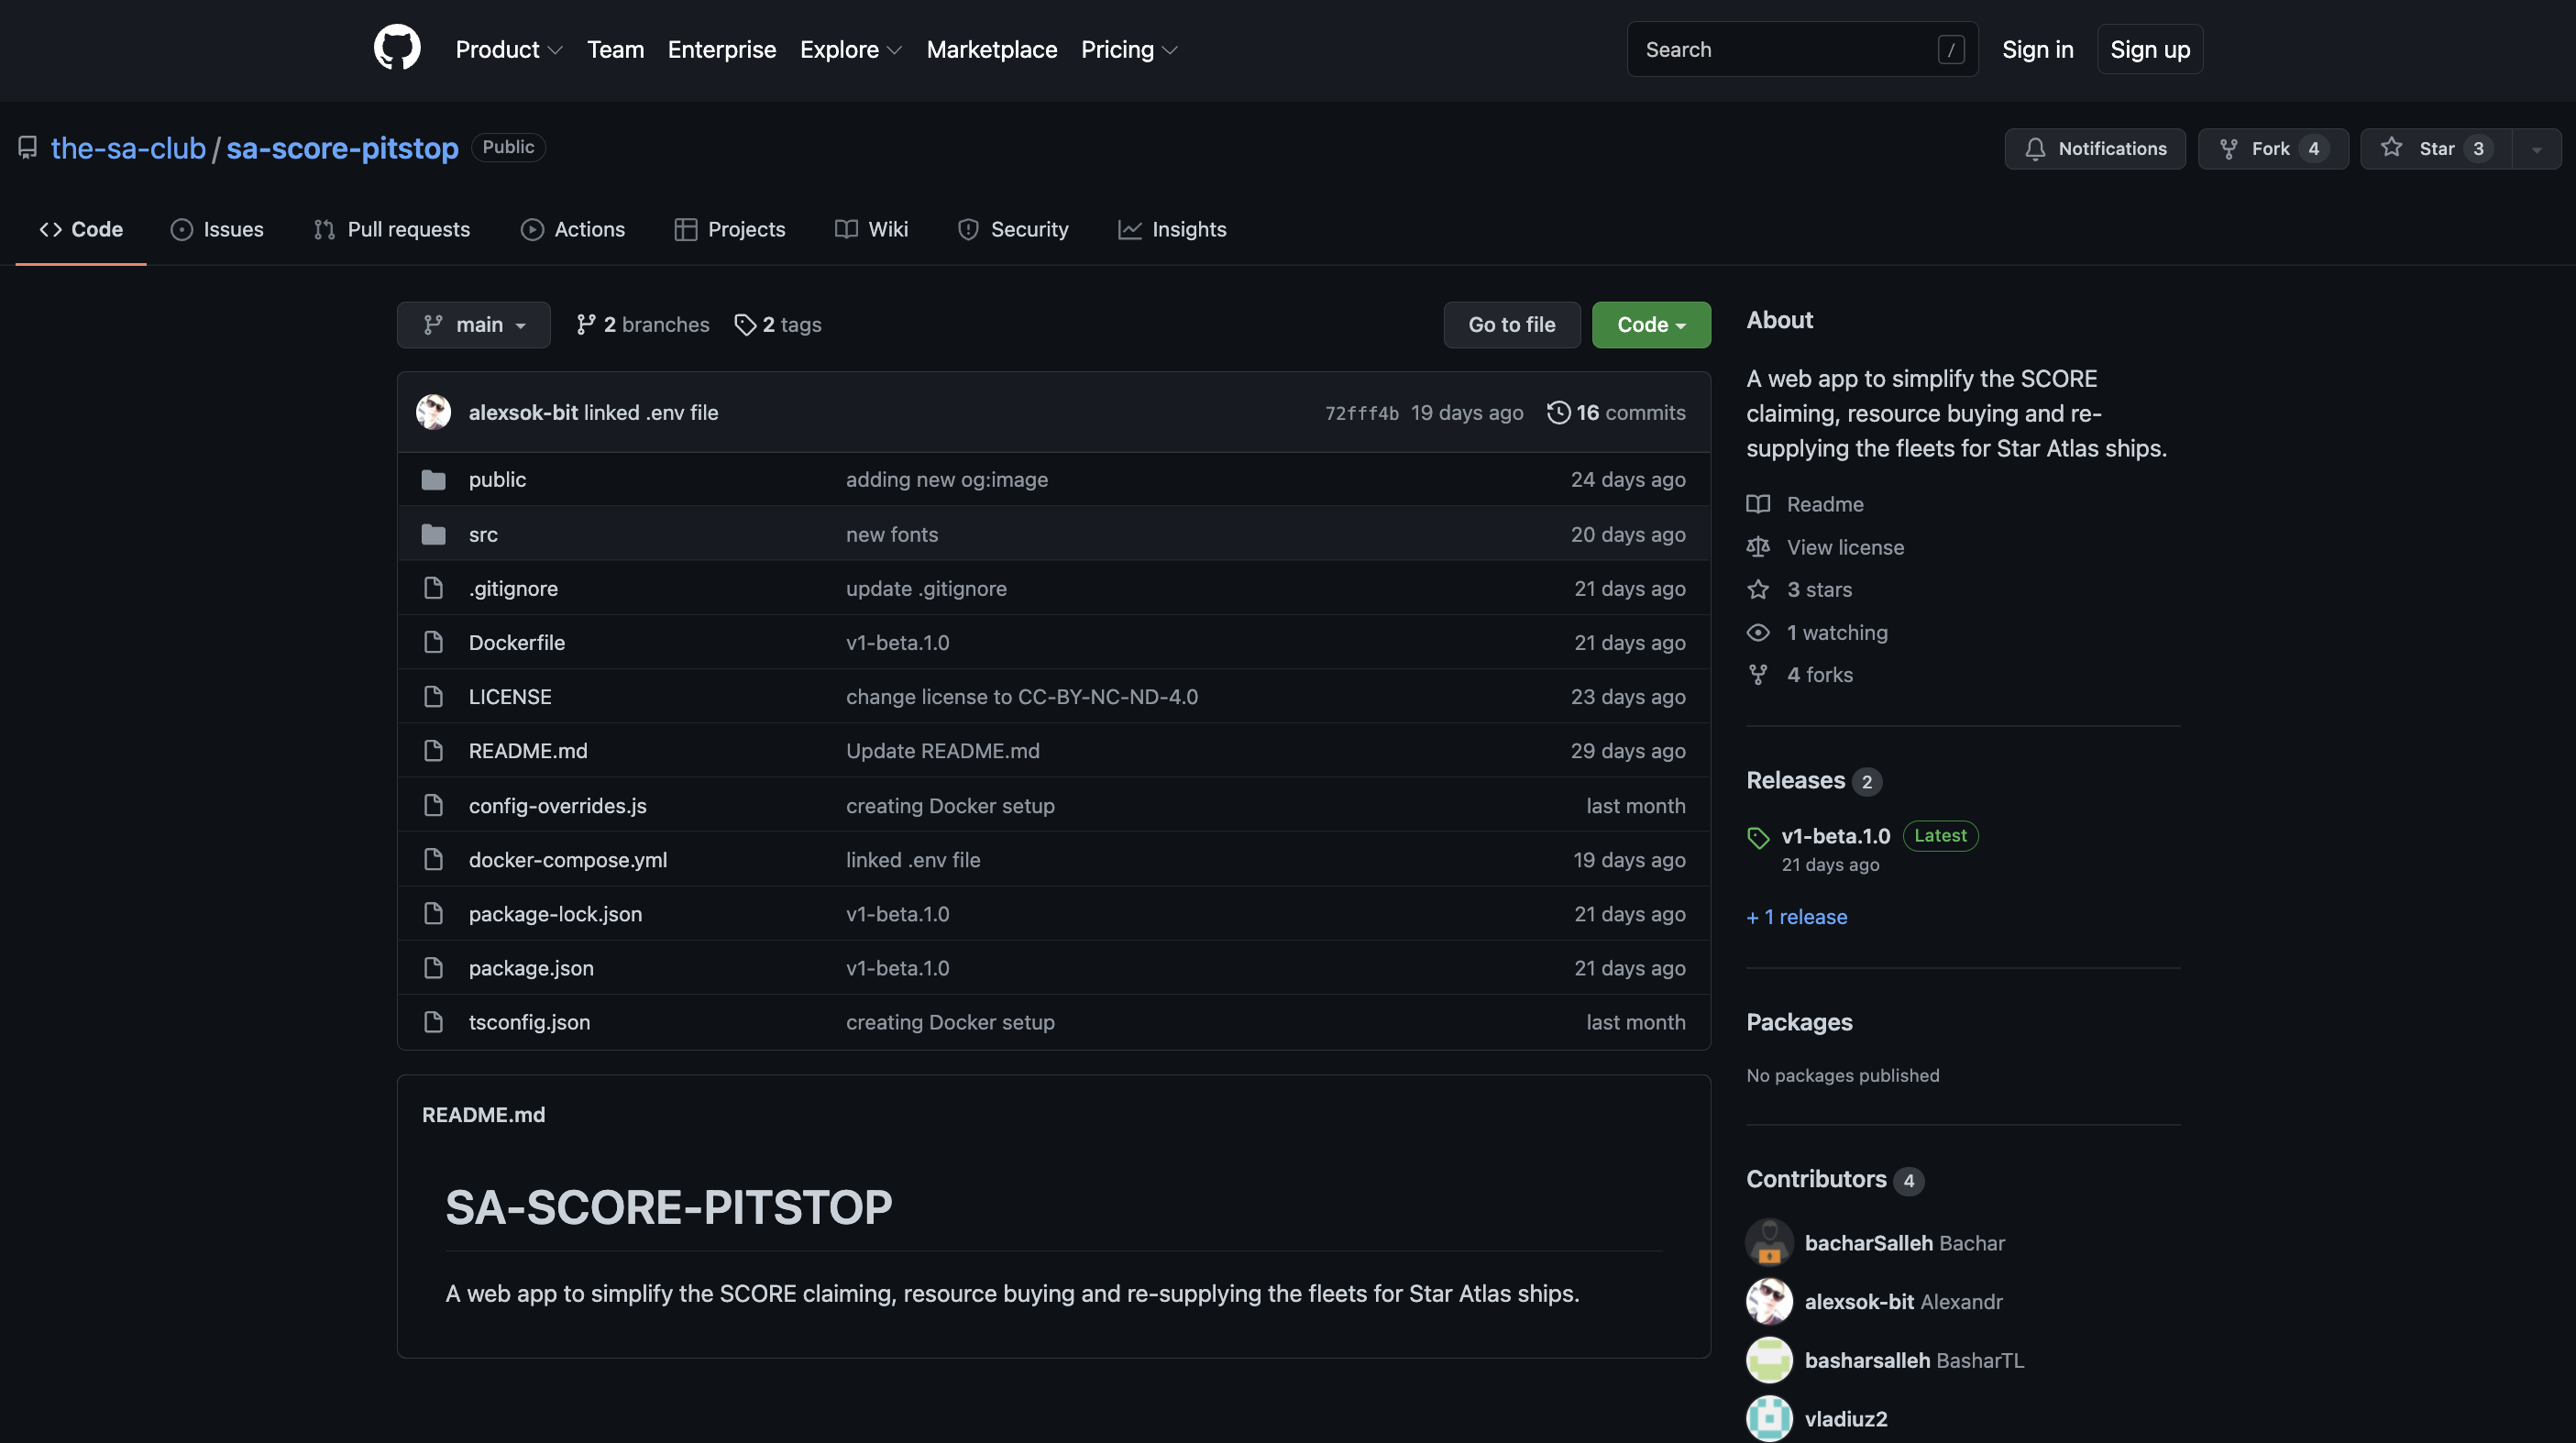 Product Team Enterprise Explore Marketplace Pricing Search / Sign in Sign up
the-sa-club / sa-score-pitstop Public Notifications Fork 4 Star 3
Code Issues Pull requests Actions Projects Wiki Security Insights
main 2 branches 2 tags Go to file Code
alexsok-bit linked .env file 72fff4b 19 days ago 16 commits
public adding new og:image 24 days ago
src new fonts 20 days ago
.gitignore update .gitignore 21 days ago
Dockerfile v1-beta.1.0 21 days ago
LICENSE change license to CC-BY-NC-ND-4.0 23 days ago
README.md Update README.md 29 days ago
config-overrides.js creating Docker setup last month
docker-compose.yml linked .env file 19 days ago
package-lock.json v1-beta.1.0 21 days ago
package.json v1-beta.1.0 21 days ago
tsconfig.json creating Docker setup last month
README.md
SA-SCORE-PITSTOP
A web app to simplify the SCORE claiming, resource buying and re-supplying the fleets for Star Atlas ships.
About
A web app to simplify the SCORE
claiming, resource buying and re-
supplying the fleets for Star Atlas ships.
Readme
View license
3 stars
1 watching
4 forks
Releases 2
v1-beta.1.0 Latest
21 days ago
+ 1 release
Packages
No packages published
Contributors 4
bacharSalleh Bachar
alexsok-bit Alexandr
basharsalleh BasharTL
vladiuz2